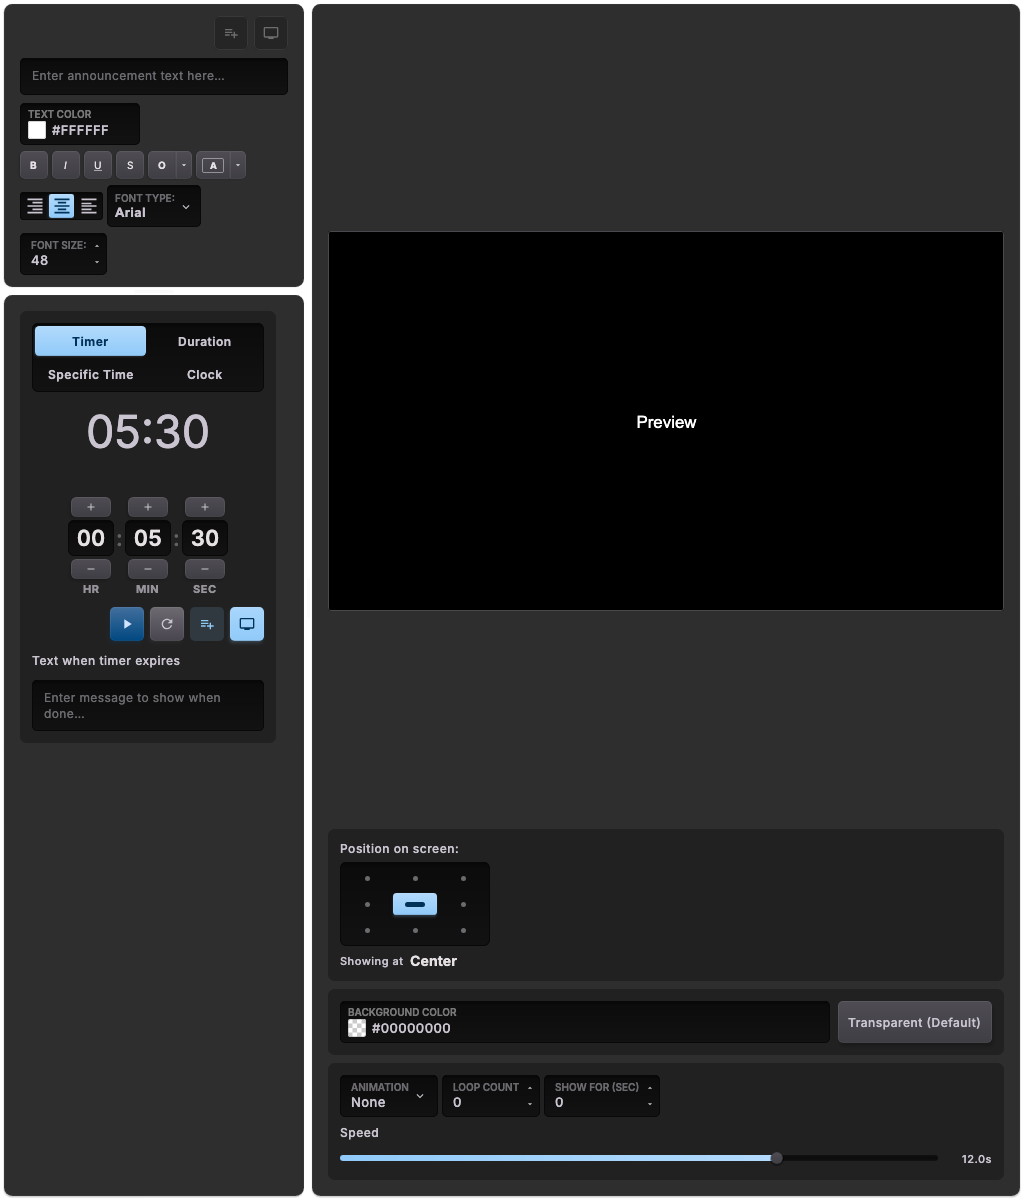 Enter announcement text here...
TEXT COLOR
#FFFFFF
B I U S O A
FONT TYPE:
Arial
FONT SIZE:
48
Timer Duration
Specific Time Clock
05:30
+ + +
00 : 05 : 30
− − −
HR MIN SEC
Text when timer expires
Enter message to show when
done...
Preview
Position on screen:
Showing at Center
BACKGROUND COLOR
#00000000
Transparent (Default)
ANIMATION
None
LOOP COUNT
0
SHOW FOR (SEC)
0
Speed
12.0s